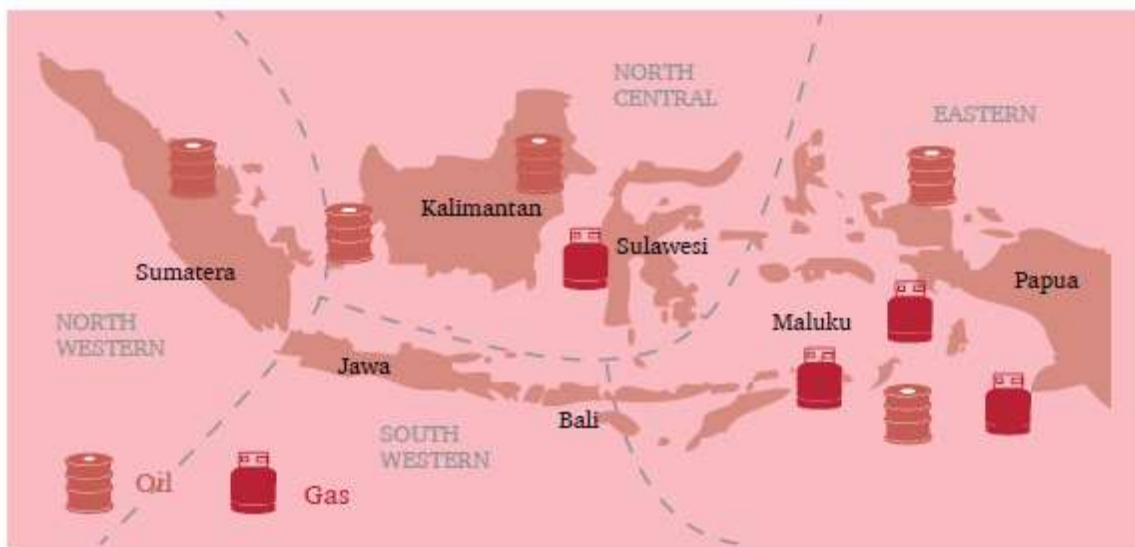 NORTH
CENTRAL
EASTERN
Kalimantan
Sulawesi
Sumatera
Papua
NORTH
WESTERN
Maluku
Jawa
Bali
SOUTH
WESTERN
Oil
Gas